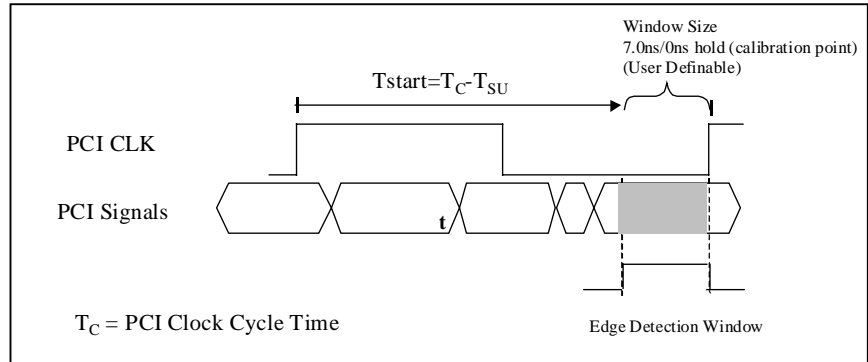 Window Size
7.0ns/0ns hold (calibration point)
(User Definable)
Tstart=TC-TSU
PCI CLK
PCI Signals
t
TC = PCI Clock Cycle Time
Edge Detection Window